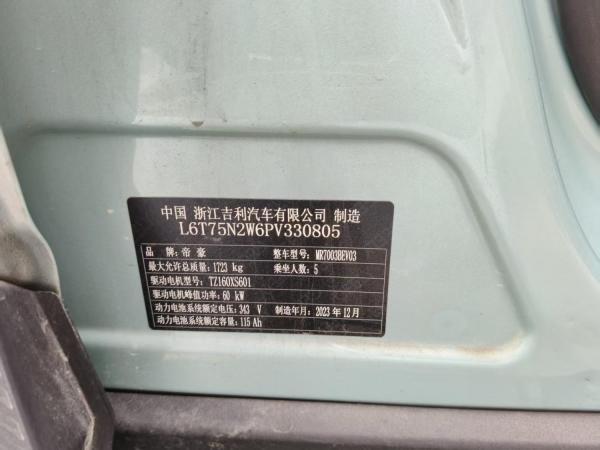 中国 浙江吉利汽车有限公司 制造
L6T75N2W6PV330805
品 牌:帝豪 整车型号:MR7003BEV03
最大允许总质量:1723 kg 乘坐人数:5
驱动电机型号:TZ160XS601
驱动电机峰值功率:60 kW
动力电池系统额定电压:343 V 制造年月:2023 年 12月
动力电池系统额定容量:115 Ah